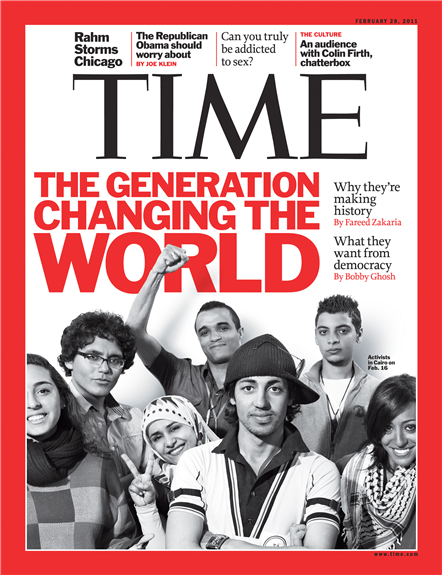 FEBRUARY 28, 2011
Rahm
Storms
Chicago
The Republican
Obama should
worry about
BY JOE KLEIN
Can you truly
be addicted
to sex?
THE CULTURE
An audience
with Colin Firth,
chatterbox
TIME
THE GENERATION
CHANGING THE
WORLD
Why they're
making
history
By Fareed Zakaria
What they
want from
democracy
By Bobby Ghosh
Activists
in Cairo on
Feb. 16
www.time.com